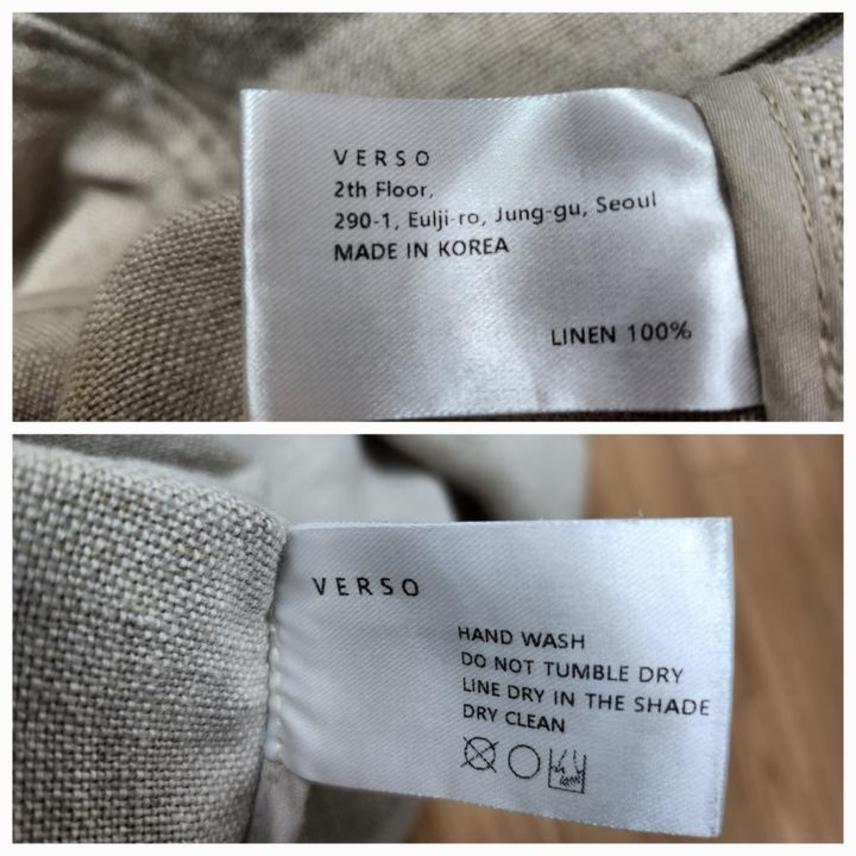 VERSO
2th Floor,
290-1, Eulji-ro, Jung-gu, Seoul
MADE IN KOREA
LINEN 100%
VERSO
HAND WASH
DO NOT TUMBLE DRY
LINE DRY IN THE SHADE
DRY CLEAN